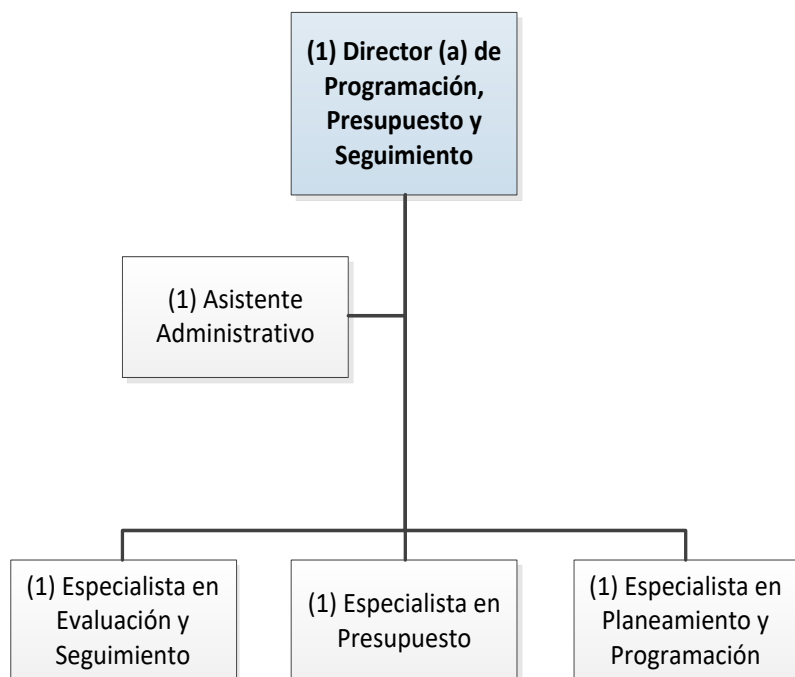 (1) Director (a) de
Programación,
Presupuesto y
Seguimiento
(1) Asistente
Administrativo
(1) Especialista en
Evaluación y
Seguimiento
(1) Especialista en
Presupuesto
(1) Especialista en
Planeamiento y
Programación